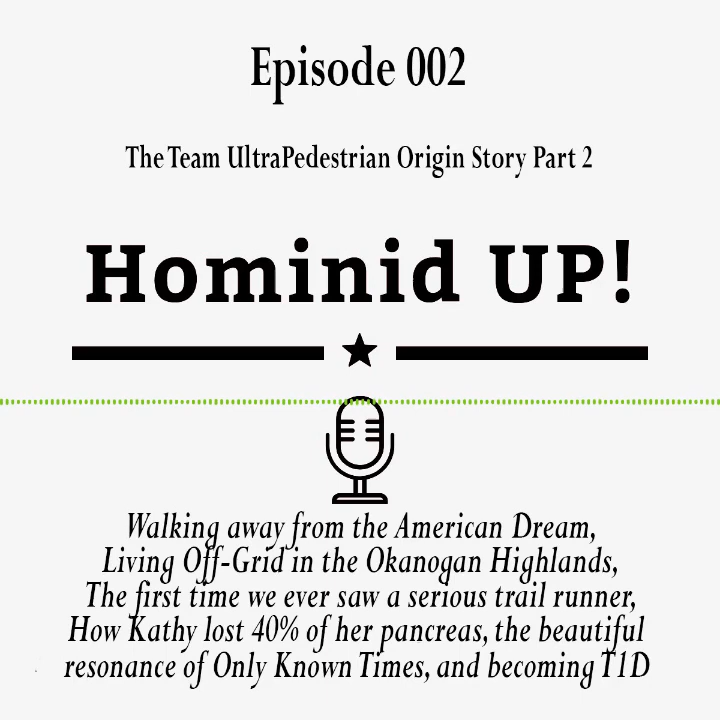 Episode 002
The Team UltraPedestrian Origin Story Part 2
Hominid UP!
Walking away from the American Dream,
Living Off-Grid in the Okanogan Highlands,
The first time we ever saw a serious trail runner,
How Kathy lost 40% of her pancreas, the beautiful
resonance of Only Known Times, and becoming T1D